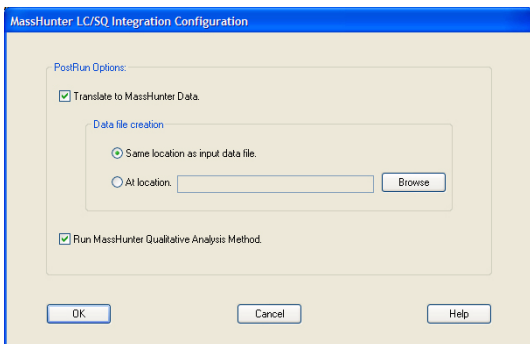 MassHunter LC/SQ Integration Configuration
PostRun Options:
Translate to MassHunter Data.
Data file creation
Same location as input data file.
At location.
Browse
Run MassHunter Qualitative Analysis Method.
OK
Cancel
Help